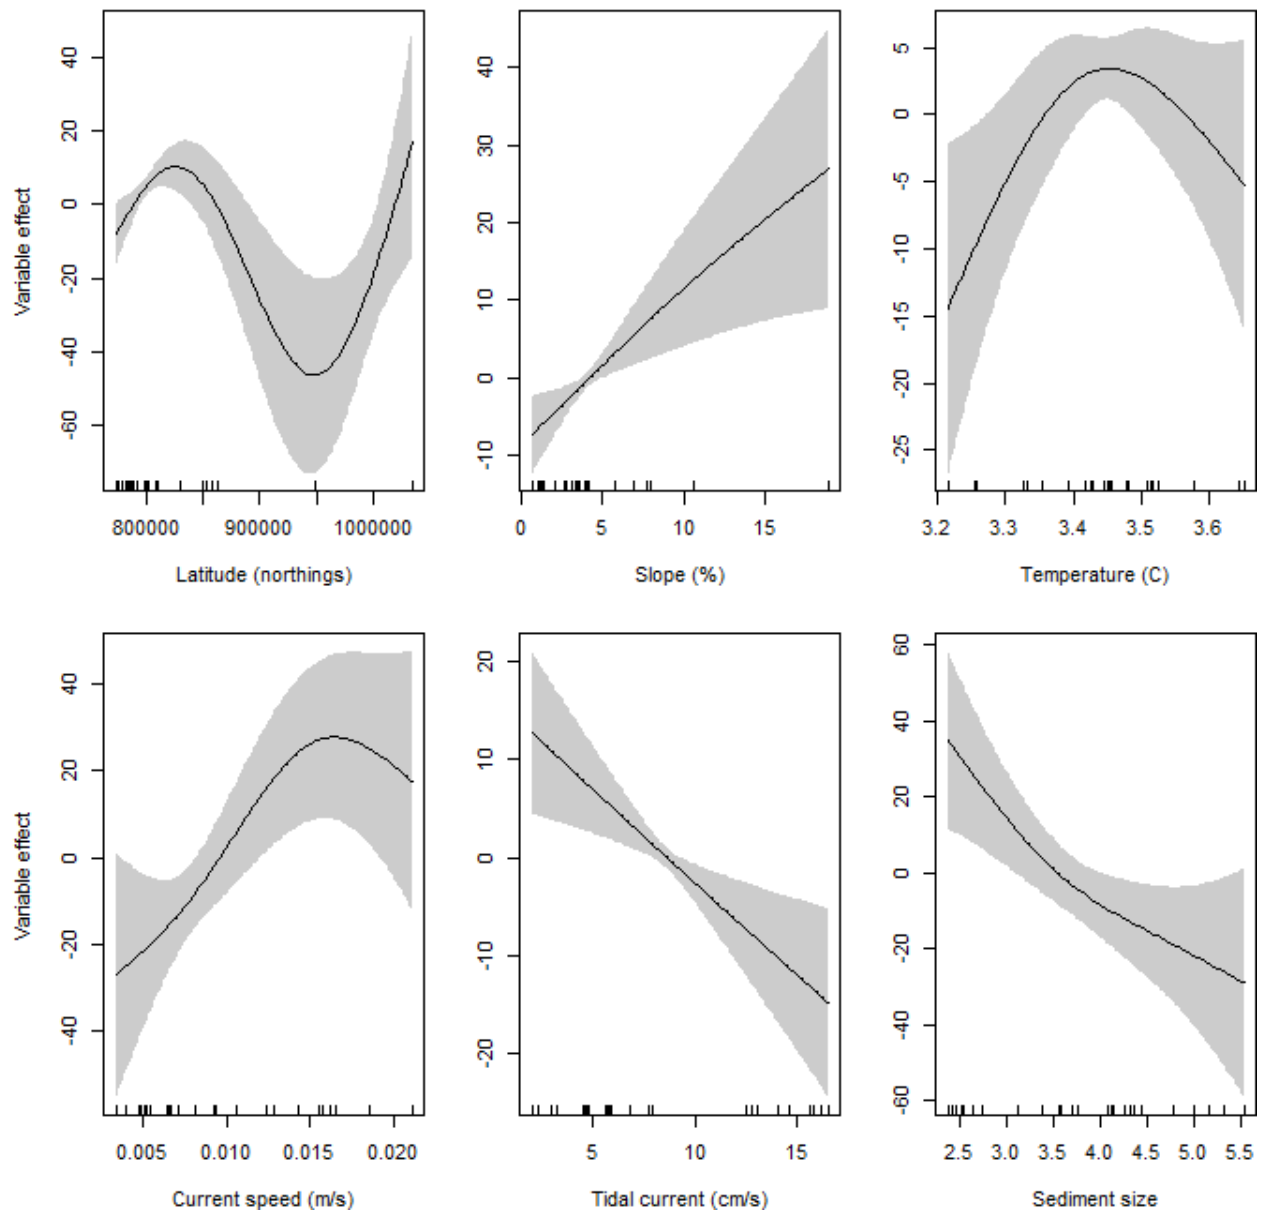 Variable effect
40
20
0
-20
-40
-60
800000 900000 1000000
Latitude (northings)
40
30
20
10
0
-10
0 5 10 15
Slope (%)
5
0
-5
-10
-15
-20
-25
3.2 3.3 3.4 3.5 3.6
Temperature (C)
Variable effect
40
20
0
-20
-40
0.005 0.010 0.015 0.020
Current speed (m/s)
20
10
0
-10
-20
5 10 15
Tidal current (cm/s)
60
40
20
0
-20
-40
-60
2.5 3.0 3.5 4.0 4.5 5.0 5.5
Sediment size